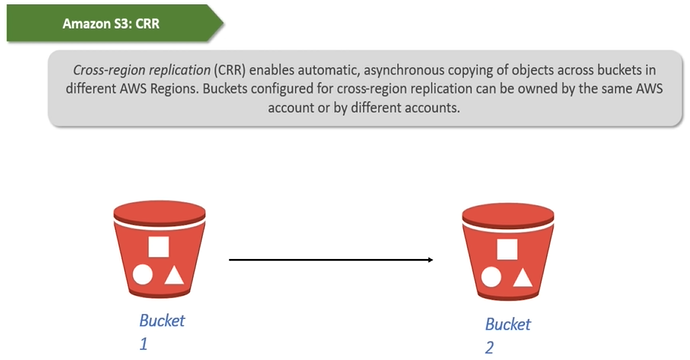 Amazon S3: CRR
Cross-region replication (CRR) enables automatic, asynchronous copying of objects across buckets in
different AWS Regions. Buckets configured for cross-region replication can be owned by the same AWS
account or by different accounts.
Bucket
1
Bucket
2